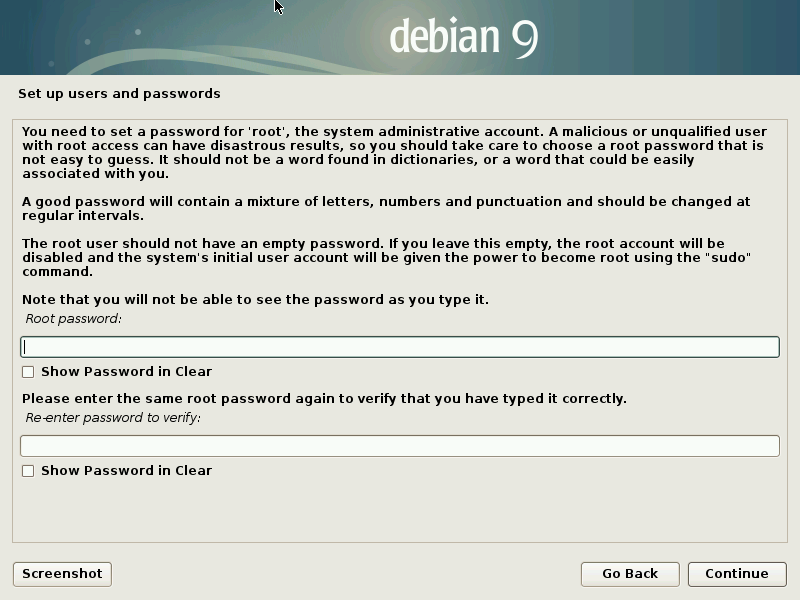 debian 9
Set up users and passwords
You need to set a password for 'root', the system administrative account. A malicious or unqualified user
with root access can have disastrous results, so you should take care to choose a root password that is
not easy to guess. It should not be a word found in dictionaries, or a word that could be easily
associated with you.
A good password will contain a mixture of letters, numbers and punctuation and should be changed at
regular intervals.
The root user should not have an empty password. If you leave this empty, the root account will be
disabled and the system's initial user account will be given the power to become root using the "sudo"
command.
Note that you will not be able to see the password as you type it.
Root password:
Show Password in Clear
Please enter the same root password again to verify that you have typed it correctly.
Re-enter password to verify:
Show Password in Clear
Screenshot
Go Back
Continue